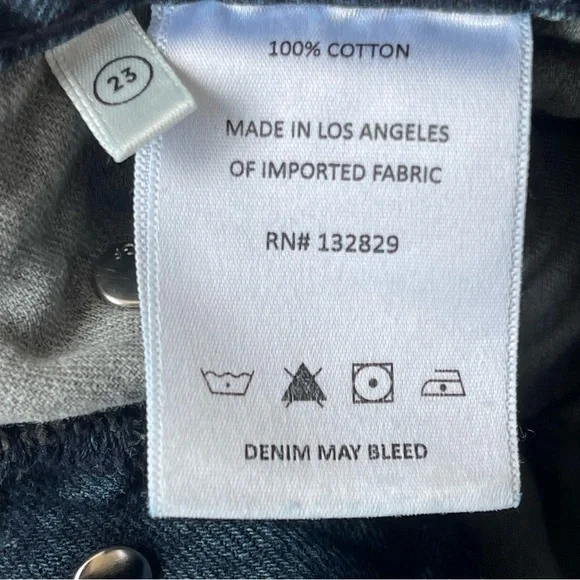 23
100% COTTON
MADE IN LOS ANGELES
OF IMPORTED FABRIC
RN# 132829
DENIM MAY BLEED